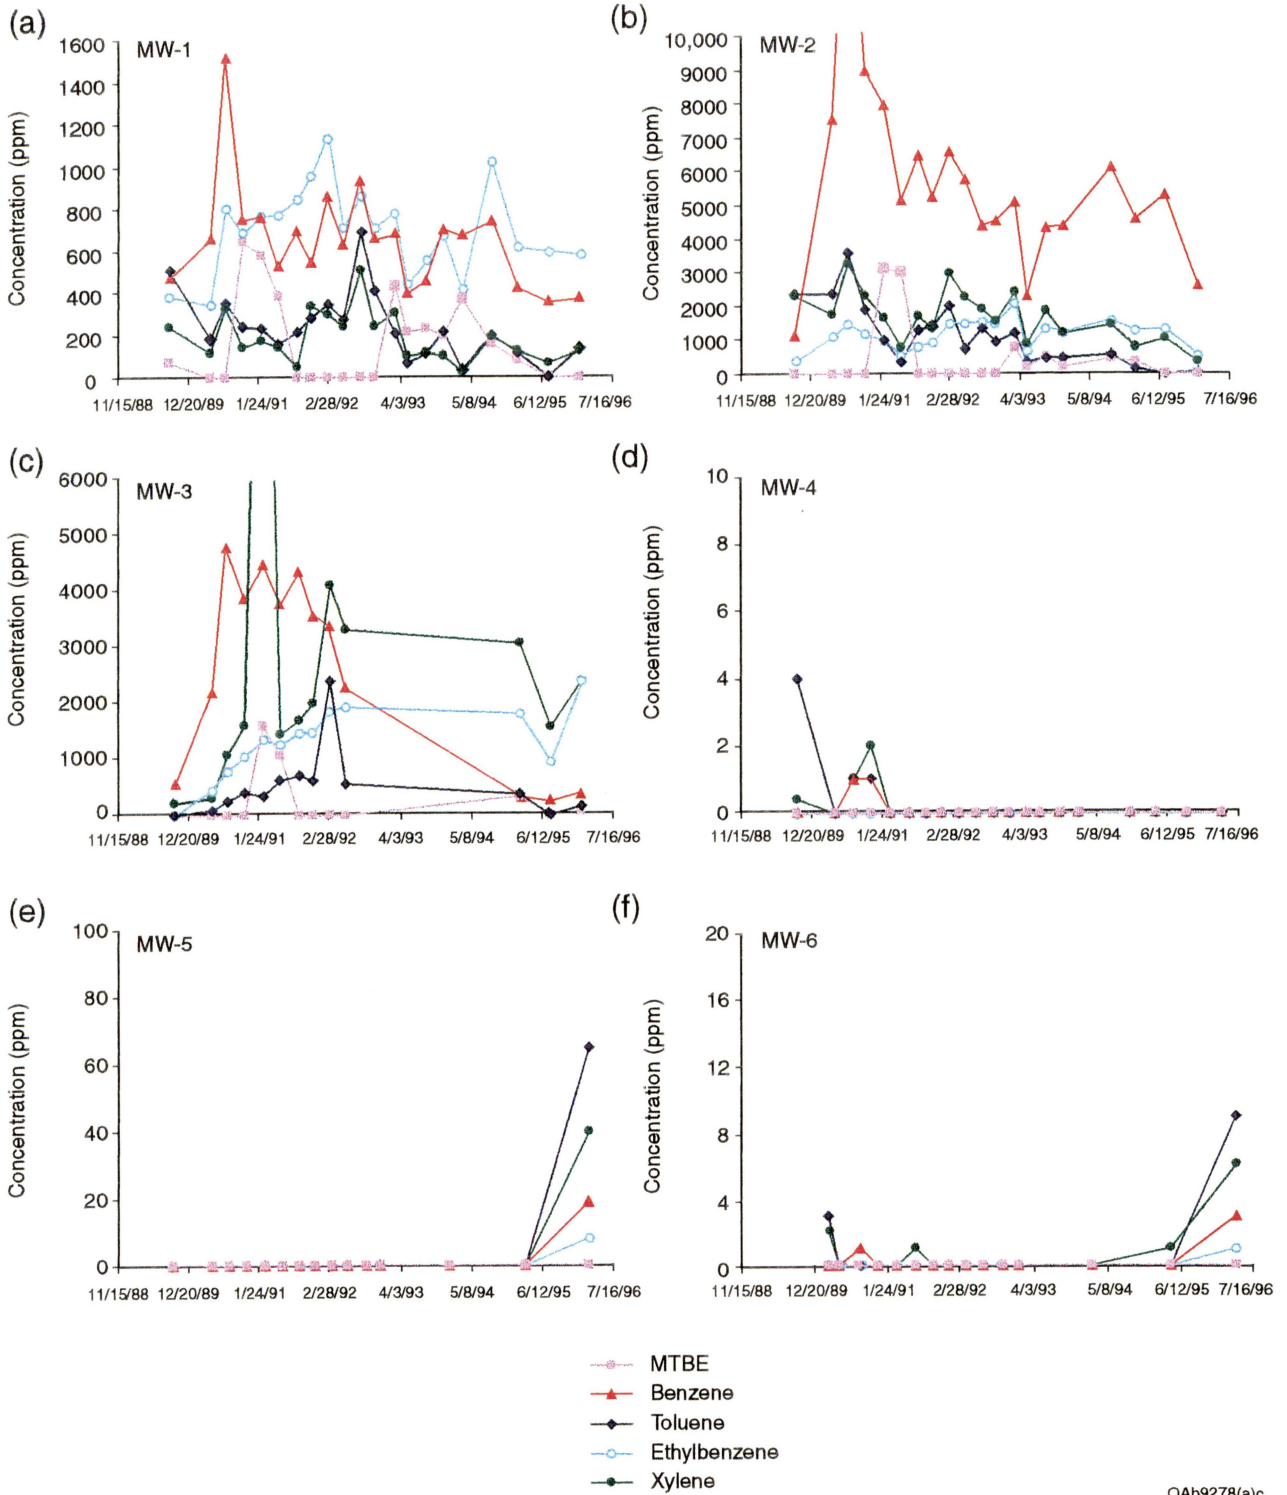 (a)
MW-1
Concentration (ppm)
1600
1400
1200
1000
800
600
400
200
0
11/15/88 12/20/89 1/24/91 2/28/92 4/3/93 5/8/94 6/12/95 7/16/96
(b)
MW-2
Concentration (ppm)
10,000
9000
8000
7000
6000
5000
4000
3000
2000
1000
0
11/15/88 12/20/89 1/24/91 2/28/92 4/3/93 5/8/94 6/12/95 7/16/96
(c)
MW-3
Concentration (ppm)
6000
5000
4000
3000
2000
1000
0
11/15/88 12/20/89 1/24/91 2/28/92 4/3/93 5/8/94 6/12/95 7/16/96
(d)
MW-4
Concentration (ppm)
10
8
6
4
2
0
11/15/88 12/20/89 1/24/91 2/28/92 4/3/93 5/8/94 6/12/95 7/16/96
(e)
MW-5
Concentration (ppm)
100
80
60
40
20
0
11/15/88 12/20/89 1/24/91 2/28/92 4/3/93 5/8/94 6/12/95 7/16/96
(f)
MW-6
Concentration (ppm)
20
16
12
8
4
0
11/15/88 12/20/89 1/24/91 2/28/92 4/3/93 5/8/94 6/12/95 7/16/96
MTBE
Benzene
Toluene
Ethylbenzene
Xylene
QAb9278(a)c